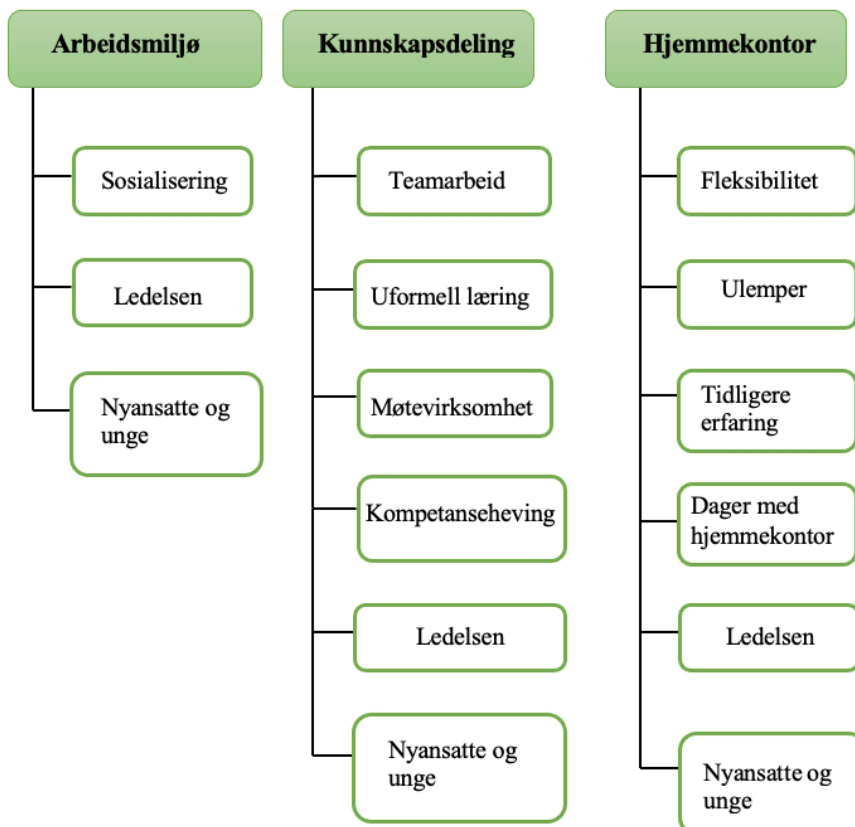 Arbeidsmiljø
Sosialisering
Ledelsen
Nyansatte og
unge
Kunnskapsdeling
Teamarbeid
Uformell læring
Møtevirksomhet
Kompetanseheving
Ledelsen
Nyansatte og
unge
Hjemmekontor
Fleksibilitet
Ulemper
Tidligere
erfaring
Dager med
hjemmekontor
Ledelsen
Nyansatte og
unge